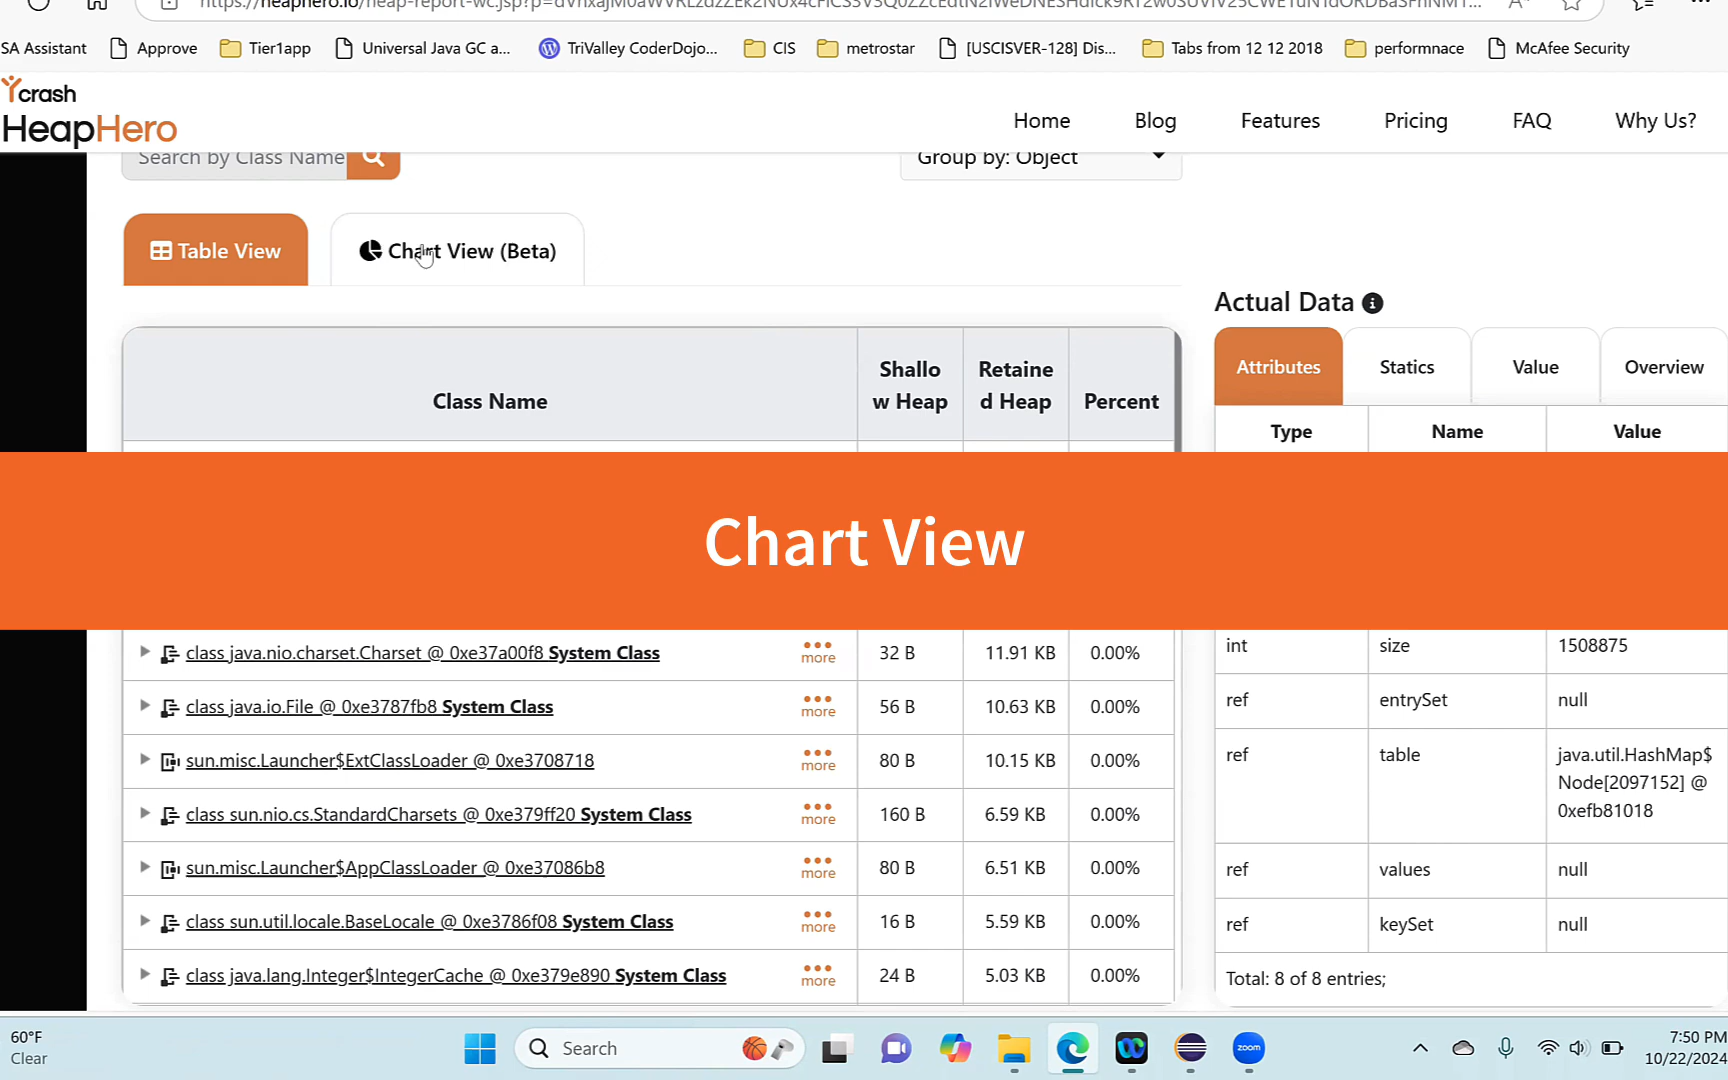 SA Assistant Approve Tier1app Universal Java GC a... TriValley CoderDojo... CIS metrostar [USCISVER-128] Dis... Tabs from 12 12 2018 performnace McAfee Security
ycrash
HeapHero
Home Blog Features Pricing FAQ Why Us?
Search by Class Name
Group by: Object
Table View
Chart View (Beta)
Actual Data
Attributes Statics Value Overview
Class Name
Shallo
w Heap
Retaine
d Heap
Percent
Type Name Value
Chart View
class java.nio.charset.Charset @ 0xe37a00f8 System Class more 32 B 11.91 KB 0.00%
class java.io.File @ 0xe3787fb8 System Class more 56 B 10.63 KB 0.00%
sun.misc.Launcher$ExtClassLoader @ 0xe3708718 more 80 B 10.15 KB 0.00%
class sun.nio.cs.StandardCharsets @ 0xe379ff20 System Class more 160 B 6.59 KB 0.00%
sun.misc.Launcher$AppClassLoader @ 0xe37086b8 more 80 B 6.51 KB 0.00%
class sun.util.locale.BaseLocale @ 0xe3786f08 System Class more 16 B 5.59 KB 0.00%
class java.lang.Integer$IntegerCache @ 0xe379e890 System Class more 24 B 5.03 KB 0.00%
int size 1508875
ref entrySet null
ref table java.util.HashMap$
Node[2097152] @
0xefb81018
ref values null
ref keySet null
Total: 8 of 8 entries;
60°F
Clear
Search
zoom
7:50 PM
10/22/2024